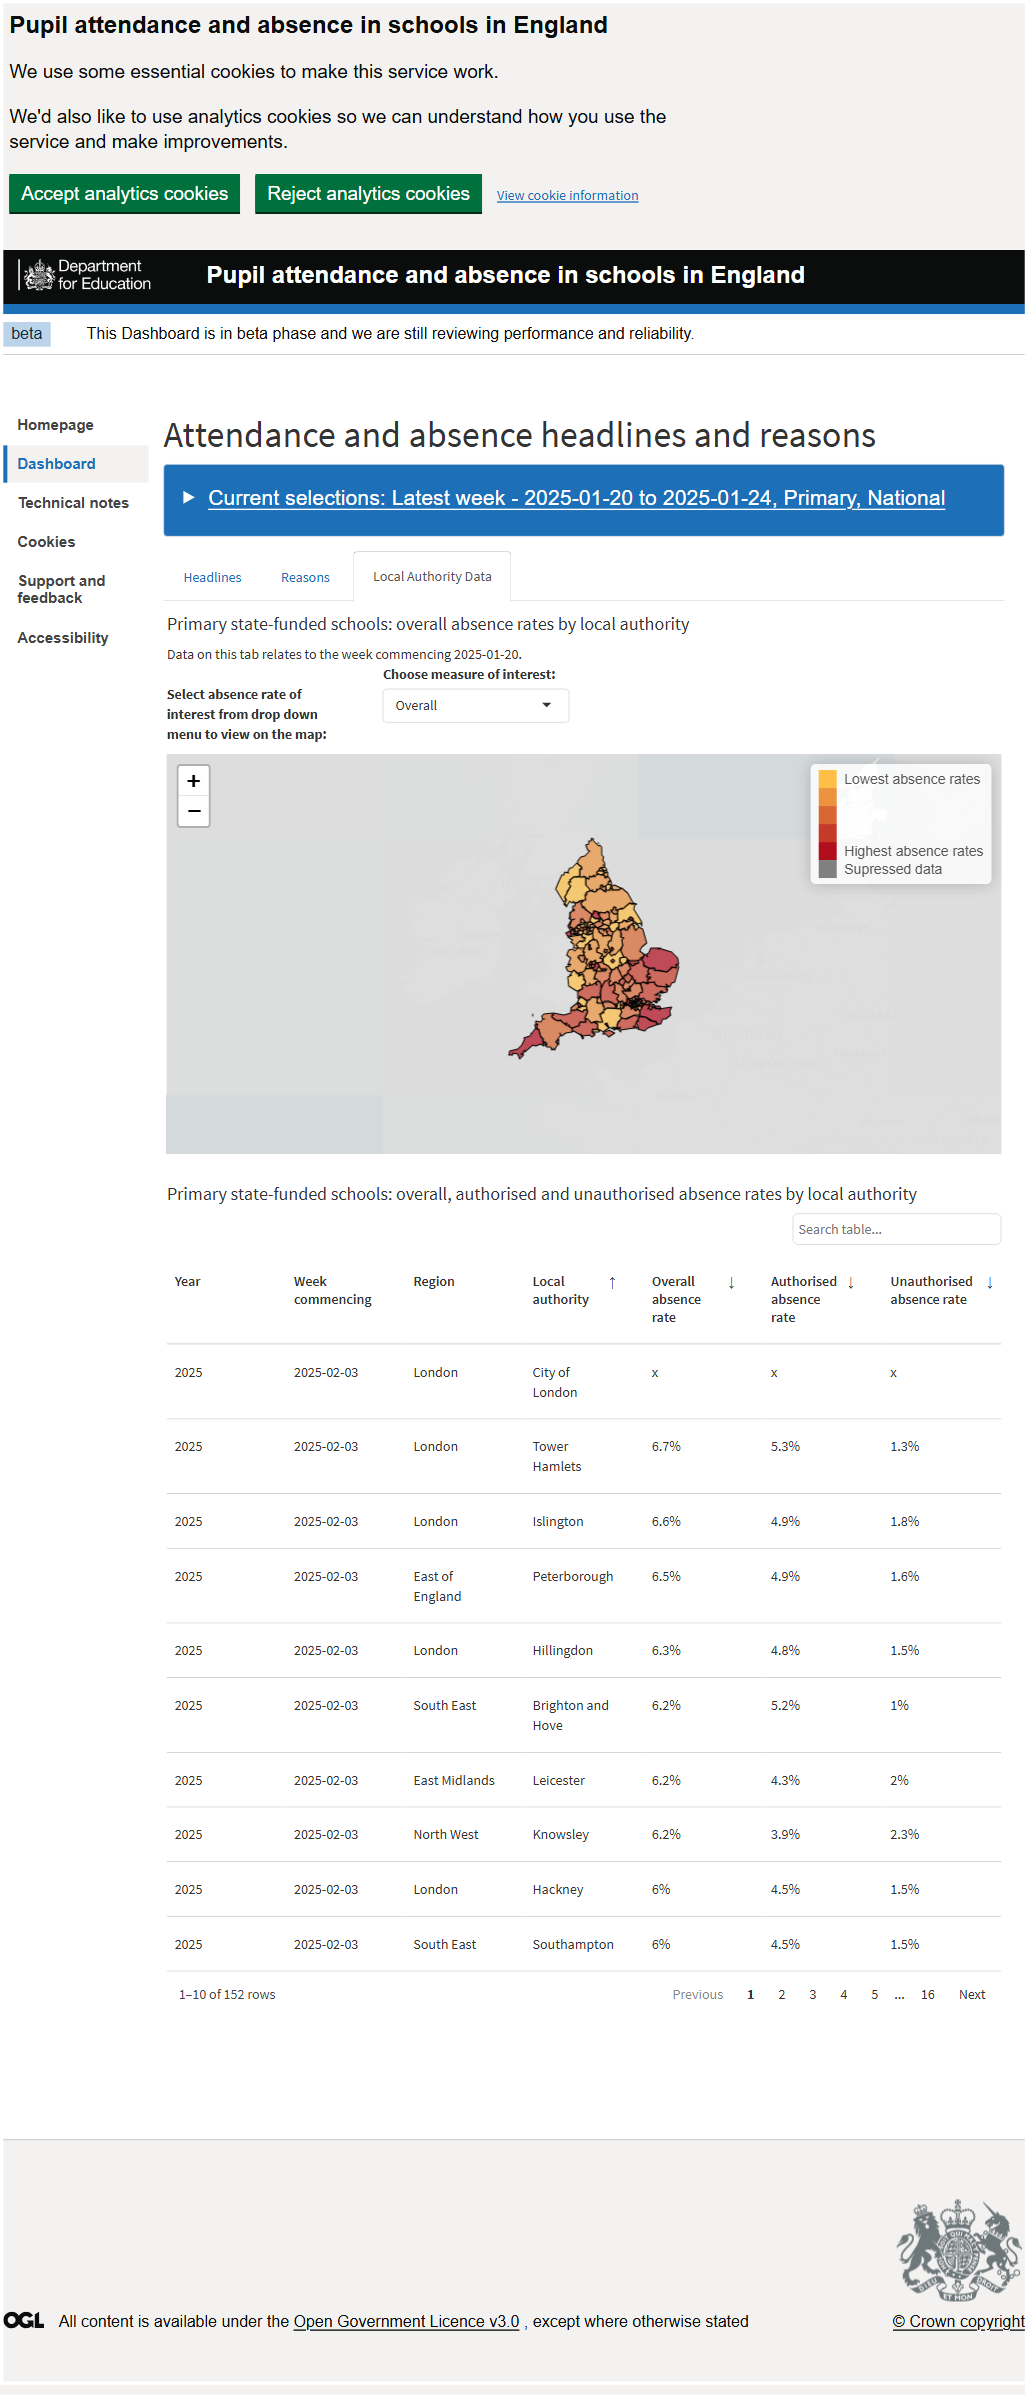 Pupil attendance and absence in schools in England
We use some essential cookies to make this service work.
We'd also like to use analytics cookies so we can understand how you use the
service and make improvements.
Accept analytics cookies Reject analytics cookies View cookie information
Department
for Education
Pupil attendance and absence in schools in England
beta This Dashboard is in beta phase and we are still reviewing performance and reliability.
Homepage
Dashboard
Technical notes
Cookies
Support and
feedback
Accessibility
Attendance and absence headlines and reasons
Current selections: Latest week - 2025-01-20 to 2025-01-24, Primary, National
Headlines Reasons Local Authority Data
Primary state-funded schools: overall absence rates by local authority
Data on this tab relates to the week commencing 2025-01-20.
Select absence rate of
interest from drop down
menu to view on the map:
Choose measure of interest:
Overall
+
−
Lowest absence rates
Highest absence rates
Supressed data
Primary state-funded schools: overall, authorised and unauthorised absence rates by local authority
Search table...
Year Week commencing Region Local authority ↑ Overall absence rate ↓ Authorised absence rate ↓ Unauthorised absence rate ↓
2025 2025-02-03 London City of London x x x
2025 2025-02-03 London Tower Hamlets 6.7% 5.3% 1.3%
2025 2025-02-03 London Islington 6.6% 4.9% 1.8%
2025 2025-02-03 East of England Peterborough 6.5% 4.9% 1.6%
2025 2025-02-03 London Hillingdon 6.3% 4.8% 1.5%
2025 2025-02-03 South East Brighton and Hove 6.2% 5.2% 1%
2025 2025-02-03 East Midlands Leicester 6.2% 4.3% 2%
2025 2025-02-03 North West Knowsley 6.2% 3.9% 2.3%
2025 2025-02-03 London Hackney 6% 4.5% 1.5%
2025 2025-02-03 South East Southampton 6% 4.5% 1.5%
1–10 of 152 rows Previous 1 2 3 4 5 ... 16 Next
OGL All content is available under the Open Government Licence v3.0 , except where otherwise stated
© Crown copyright